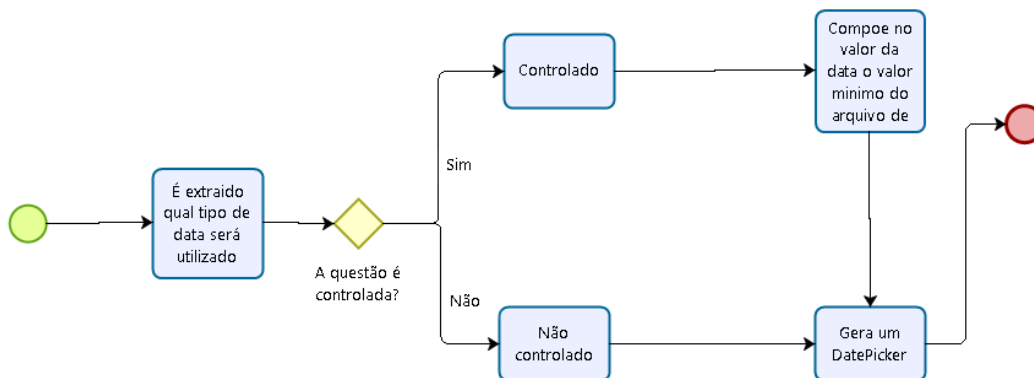 É extraido
qual tipo de
data será
utilizado
A questão é
controlada?
Sim
Controlado
Compoe no
valor da
data o valor
minimo do
arquivo de
Não
Não
controlado
Gera um
DatePicker